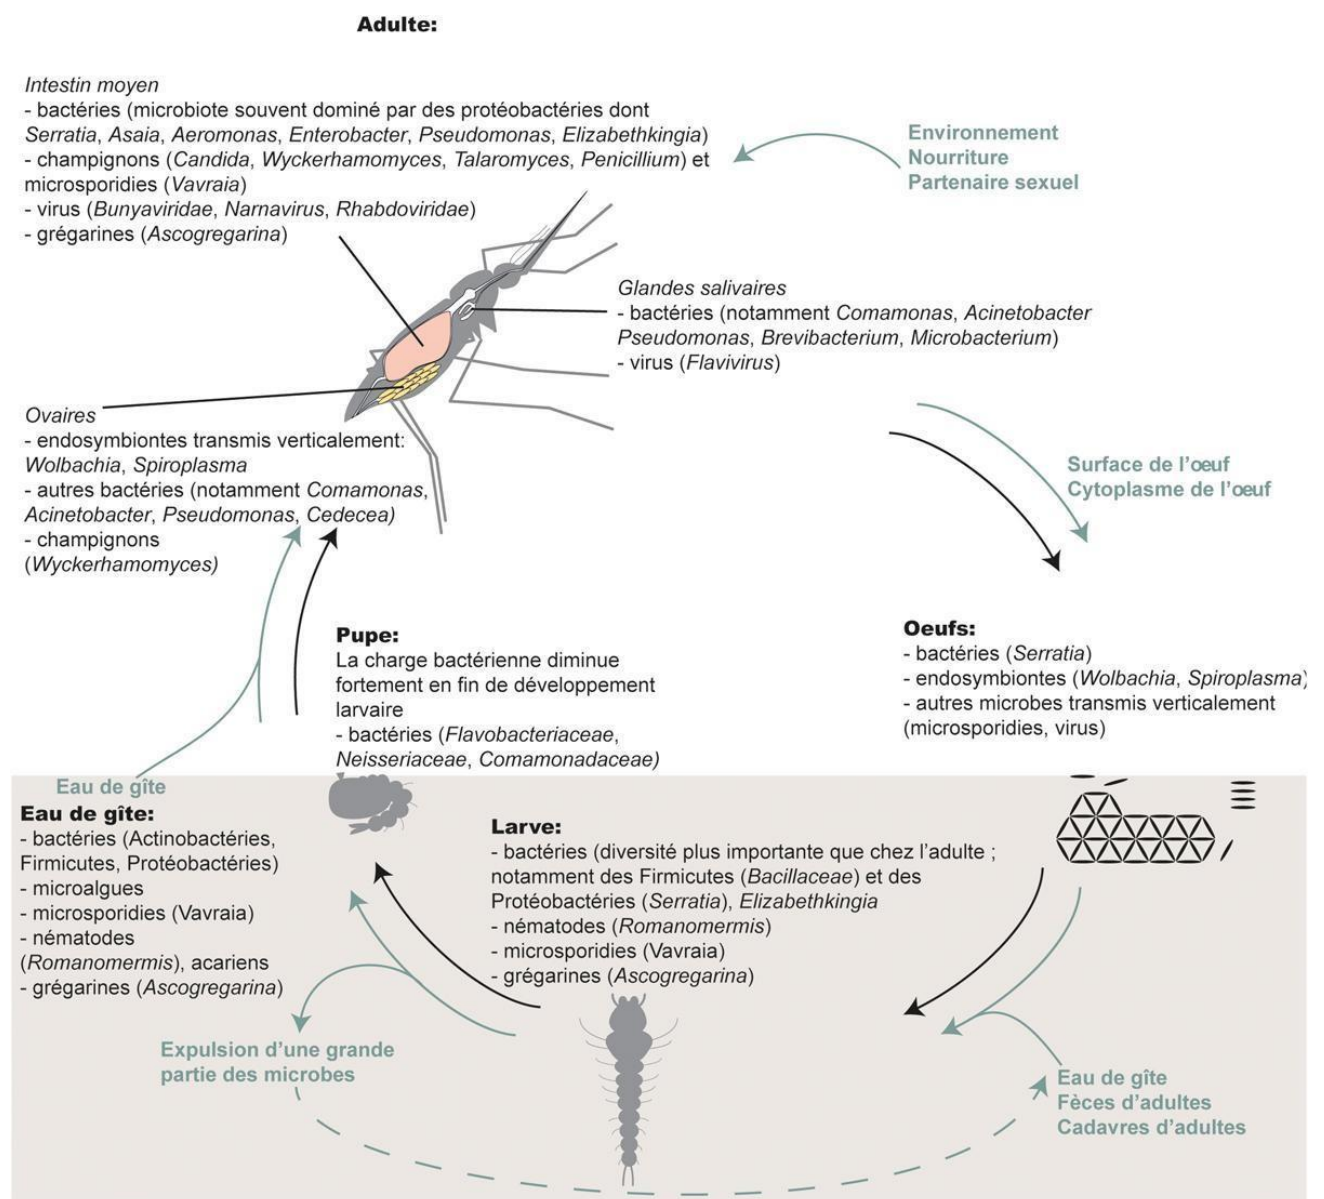 Adulte:
Intestin moyen
- bactéries (microbiote souvent dominé par des protéobactéries dont
Serratia, Asaia, Aeromonas, Enterobacter, Pseudomonas, Elizabethkingia)
- champignons (Candida, Wyckerhamomyces, Talaromyces, Penicillium) et
microsporidies (Vavraia)
- virus (Bunyaviridae, Narnavirus, Rhabdoviridae)
- grégarines (Ascogregarina)
Environnement
Nourriture
Partenaire sexuel
Glandes salivaires
- bactéries (notamment Comamonas, Acinetobacter
Pseudomonas, Brevibacterium, Microbacterium)
- virus (Flavivirus)
Ovaires
- endosymbiontes transmis verticalement:
Wolbachia, Spiroplasma
- autres bactéries (notamment Comamonas,
Acinetobacter, Pseudomonas, Cedecea)
- champignons
(Wyckerhamomyces)
Surface de l'oeuf
Cytoplasme de l'oeuf
Oeufs:
- bactéries (Serratia)
- endosymbiontes (Wolbachia, Spiroplasma)
- autres microbes transmis verticalement
(microsporidies, virus)
Pupe:
La charge bactérienne diminue
fortement en fin de développement
larvaire
- bactéries (Flavobacteriaceae,
Neisseriaceae, Comamonadaceae)
Eau de gîte
Eau de gîte:
- bactéries (Actinobactéries,
Firmicutes, Protéobactéries)
- microalgues
- microsporidies (Vavraia)
- nématodes
(Romanomermis), acariens
- grégarines (Ascogregarina)
Larve:
- bactéries (diversité plus importante que chez l'adulte ;
notamment des Firmicutes (Bacillaceae) et des
Protéobactéries (Serratia), Elizabethkingia
- nématodes (Romanomermis)
- microsporidies (Vavraia)
- grégarines (Ascogregarina)
Expulsion d'une grande
partie des microbes
Eau de gîte
Fèces d'adultes
Cadavres d'adultes